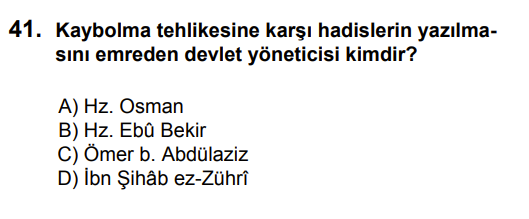 41. Kaybolma tehlikesine karşı hadislerin yazılma-
sını emreden devlet yöneticisi kimdir?
A) Hz. Osman
B) Hz. Ebû Bekir
C) Ömer b. Abdülaziz
D) İbn Şihâb ez-Zührî